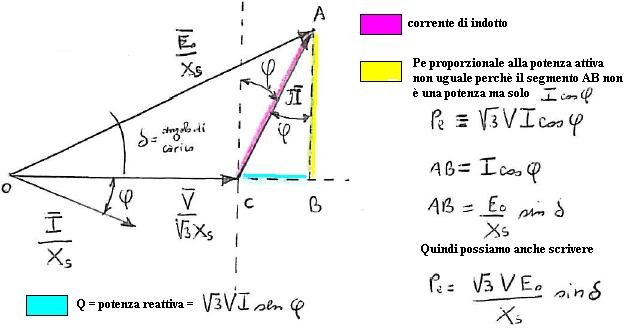 A
E̅
Xs
φ
I̅
δ = angolo di
carico
φ
O
φ
V̅
√3 Xs
C
B
I̅
Xs
Q = potenza reattiva = √3 V I sen φ
corrente di indotto
Pe proporzionale alla potenza attiva
non uguale perchè il segmento AB non
è una potenza ma solo I cos φ
Pe ≡ √3 V I cos φ
AB = I cos φ
AB = E₀/Xs sin δ
Quindi possiamo anche scrivere
Pe = √3 V E₀/Xs sin δ